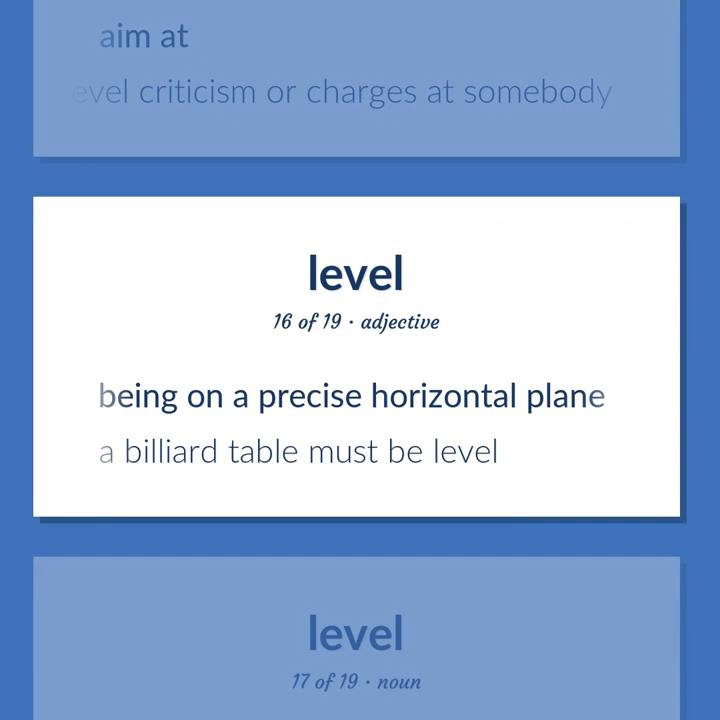 aim at
level criticism or charges at somebody
level
16 of 19 · adjective
being on a precise horizontal plane
a billiard table must be level
level
17 of 19 · noun